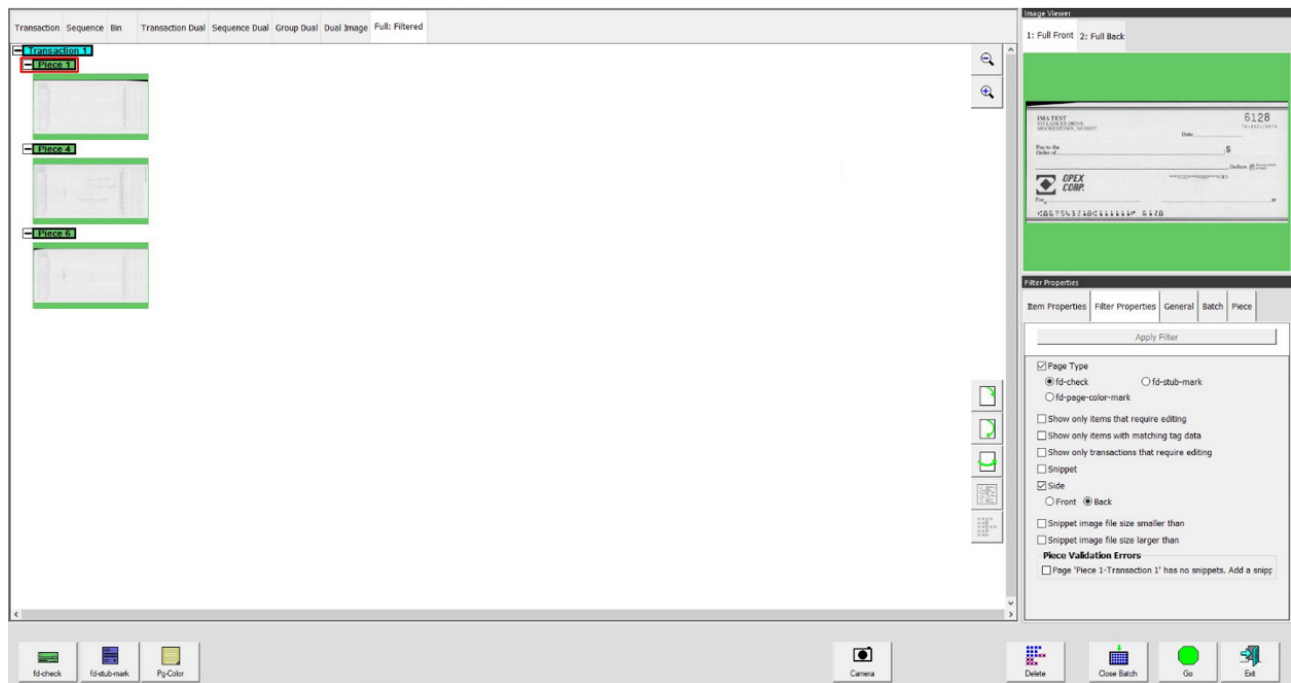 Transaction Sequence Bin Transaction Dual Sequence Dual Group Dual Dual Image Full: Filtered
Transaction 1
Piece 1
Piece 4
Piece 6
Image Viewer
1: Full Front 2: Full Back
IMA TEST
MOORESTOWN, NJ
6128
Date
Pay to the
Order of
$
Dollars
OPEX
CORP.
For
6128
Filter Properties
Item Properties Filter Properties General Batch Piece
Apply Filter
Page Type
fd-check fd-stub-mark
fd-page-color-mark
Show only items that require editing
Show only items with matching tag data
Show only transactions that require editing
Snippet
Side
Front Back
Snippet image file size smaller than
Snippet image file size larger than
Piece Validation Errors
Page 'Piece 1-Transaction 1' has no snippets. Add a snipp
fd-check fd-stub-mark Pg-Color Camera Delete Close Batch Go Exit